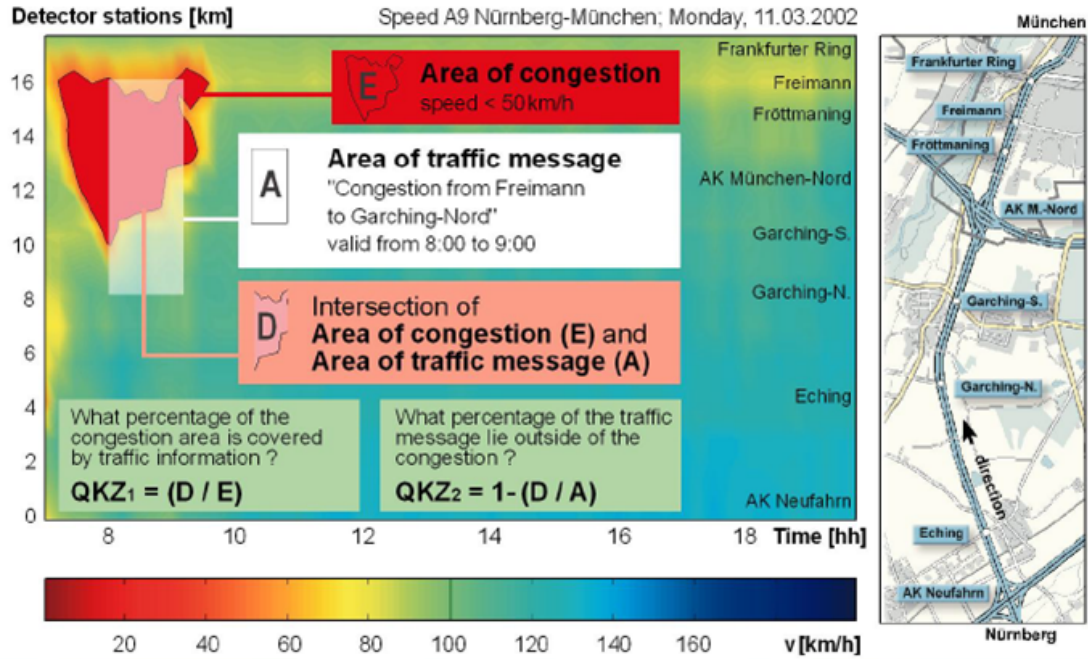 Detector stations [km]
Speed A9 Nürnberg-München; Monday, 11.03.2002
16
14
12
10
8
6
4
2
0
E
Area of congestion
speed < 50km/h
A
Area of traffic message
"Congestion from Freimann
to Garching-Nord"
valid from 8:00 to 9:00
D
Intersection of
Area of congestion (E) and
Area of traffic message (A)
What percentage of the
congestion area is covered
by traffic information ?
QKZ1 = (D / E)
What percentage of the traffic
message lie outside of the
congestion ?
QKZ2 = 1-(D / A)
Frankfurter Ring
Freimann
Fröttmaning
AK München-Nord
Garching-S.
Garching-N.
Eching
AK Neufahrn
8 10 12 14 16 18 Time [hh]
20 40 60 80 100 120 140 160 v[km/h]
München
Frankfurter Ring
Freimann
Fröttmaning
AK M.-Nord
Garching-S.
Garching-N.
direction
Eching
AK Neufahrn
Nürnberg